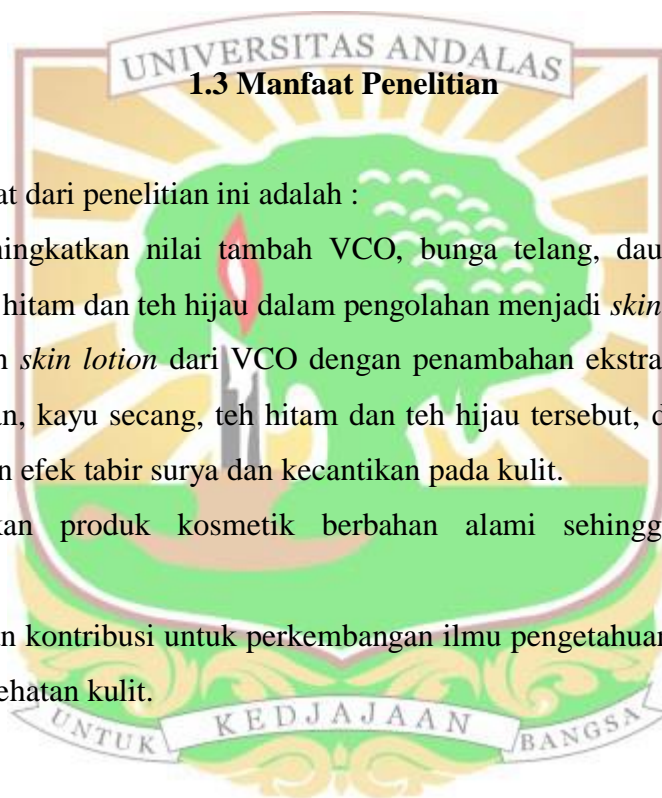 UNIVERSITAS ANDALAS
1.3 Manfaat Penelitian
at dari penelitian ini adalah :
ningkatkan nilai tambah VCO, bunga telang, dau
hitam dan teh hijau dalam pengolahan menjadi skin
n skin lotion dari VCO dengan penambahan ekstra
an, kayu secang, teh hitam dan teh hijau tersebut, d
n efek tabir surya dan kecantikan pada kulit.
kan produk kosmetik berbahan alami sehingg
n kontribusi untuk perkembangan ilmu pengetahuan
ehatan kulit.
UNTUK KEDJAJAAN BANGSA